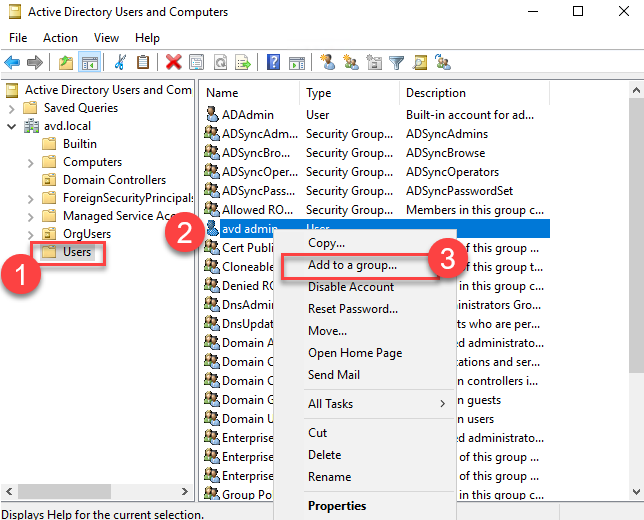 Active Directory Users and Computers
File Action View Help
Active Directory Users and Com
Saved Queries
avd.local
Builtin
Computers
Domain Controllers
ForeignSecurityPrincipals
Managed Service Acco
OrgUsers
Users
1
Name Type Description
ADAdmin User Built-in account for ad...
ADSyncAdm... Security Group... ADSyncAdmins
ADSyncBro... Security Group... ADSyncBrowse
ADSyncOper... Security Group... ADSyncOperators
ADSyncPass... Security Group... ADSyncPasswordSet
Allowed RO... Security Group... Members in this group c...
2
avd admin User
Cert Publi of this group
Cloneable of this group t...
Denied RO of this group c...
DnsAdmin dministrators Gro...
DnsUpdat ts who are per...
Domain A d administrato...
Domain C tations and ser...
Domain C n controllers i...
Domain G n guests
Domain U n users
Enterprise d administrato...
Enterprise of this group ...
Enterprise of this group ...
Group Po of this group ...
Copy...
Add to a group...
3
Disable Account
Reset Password...
Move...
Open Home Page
Send Mail
All Tasks
Cut
Delete
Rename
Properties
Displays Help for the current selection.